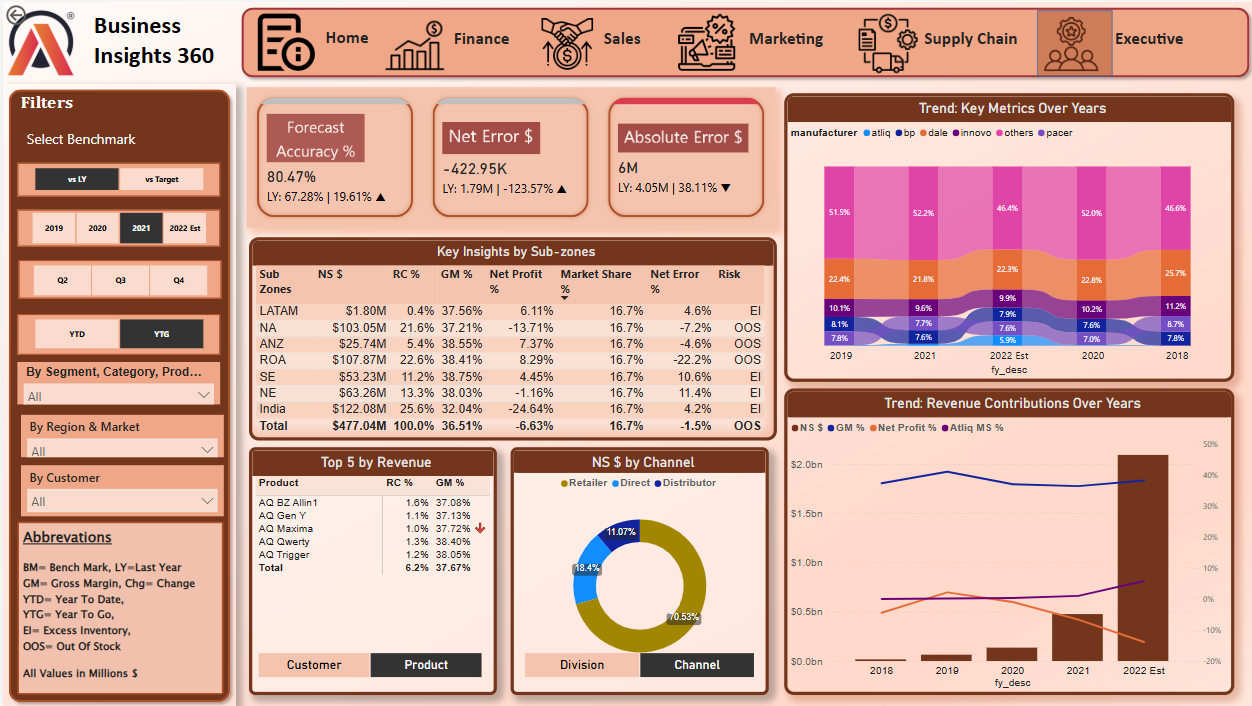 Business
Insights 360
®
Home
Finance
Sales
Marketing
Supply Chain
Executive
Filters
Select Benchmark
vs LY
vs Target
2019
2020
2021
2022 Est
Q2
Q3
Q4
YTD
YTG
By Segment, Category, Prod...
All
By Region & Market
All
By Customer
All
Abbrevations
BM= Bench Mark, LY=Last Year
GM= Gross Margin, Chg= Change
YTD= Year To Date,
YTG= Year To Go,
EI= Excess Inventory,
OOS= Out Of Stock
All Values in Millions $
Forecast
Accuracy %
80.47%
LY: 67.28% | 19.61% ▲
Net Error $
-422.95K
LY: 1.79M | -123.57% ▲
Absolute Error $
6M
LY: 4.05M | 38.11% ▼
Key Insights by Sub-zones
Sub Zones NS $ RC % GM % Net Profit % Market Share % Net Error % Risk
LATAM $1.80M 0.4% 37.56% 6.11% 16.7% 4.6% EI
NA $103.05M 21.6% 37.21% -13.71% 16.7% -7.2% OOS
ANZ $25.74M 5.4% 38.55% 7.37% 16.7% -4.6% OOS
ROA $107.87M 22.6% 38.41% 8.29% 16.7% -22.2% OOS
SE $53.23M 11.2% 38.75% 4.45% 16.7% 10.6% EI
NE $63.26M 13.3% 38.03% -1.16% 16.7% 11.4% EI
India $122.08M 25.6% 32.04% -24.64% 16.7% 4.2% EI
Total $477.04M 100.0% 36.51% -6.63% 16.7% -1.5% OOS
Top 5 by Revenue
Product RC % GM %
AQ BZ Allin1 1.6% 37.08%
AQ Gen Y 1.1% 37.13%
AQ Maxima 1.0% 37.72%
AQ Qwerty 1.3% 38.40%
AQ Trigger 1.2% 38.05%
Total 6.2% 37.67%
Customer
Product
NS $ by Channel
Retailer Direct Distributor
11.07%
18.4%
70.53%
Division
Channel
Trend: Key Metrics Over Years
manufacturer atliq bp dale innovo others pacer
51.5% 52.2% 46.4% 52.0% 46.6%
22.4% 21.8% 22.3% 22.8% 25.7%
10.1% 9.6% 9.9% 10.2% 11.2%
8.1% 7.7% 7.9% 7.6% 8.7%
7.8% 7.6% 7.6% 7.6% 7.8%
5.9%
2019 2021 2022 Est 2020 2018
fy_desc
Trend: Revenue Contributions Over Years
NS $ GM % Net Profit % Atliq MS %
50%
$2.0bn 40%
30%
$1.5bn
20%
$1.0bn 10%
0%
$0.5bn
-10%
$0.0bn -20%
2018 2019 2020 2021 2022 Est
fy_desc